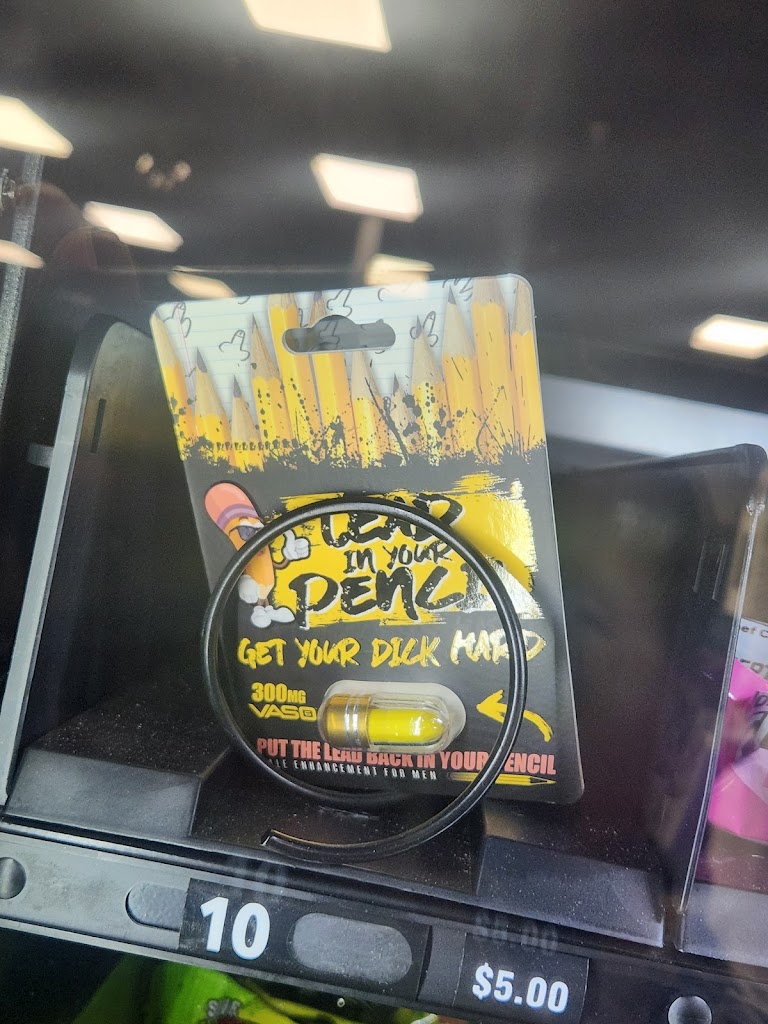 LEAD
IN YOUR
PENCIL
GET YOUR DICK HARD
300MG
VASO
PUT THE LEAD BACK IN YOUR PENCIL
MALE ENHANCEMENT FOR MEN
10
$5.00